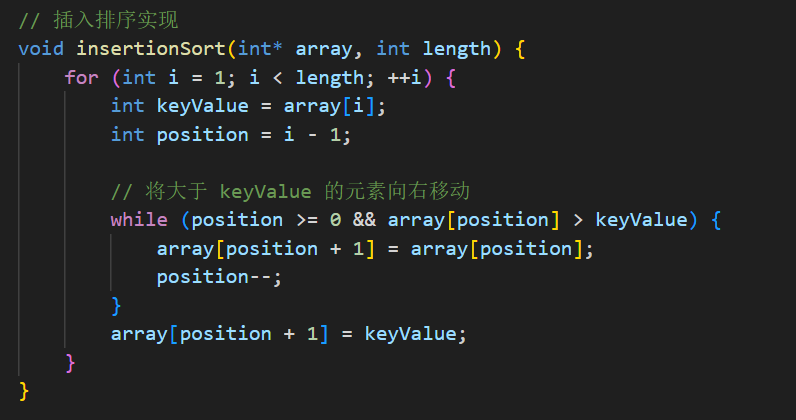 // 插入排序实现
void insertionSort(int* array, int length) {
    for (int i = 1; i < length; ++i) {
        int keyValue = array[i];
        int position = i - 1;

        // 将大于 keyValue 的元素向右移动
        while (position >= 0 && array[position] > keyValue) {
            array[position + 1] = array[position];
            position--;
        }
        array[position + 1] = keyValue;
    }
}